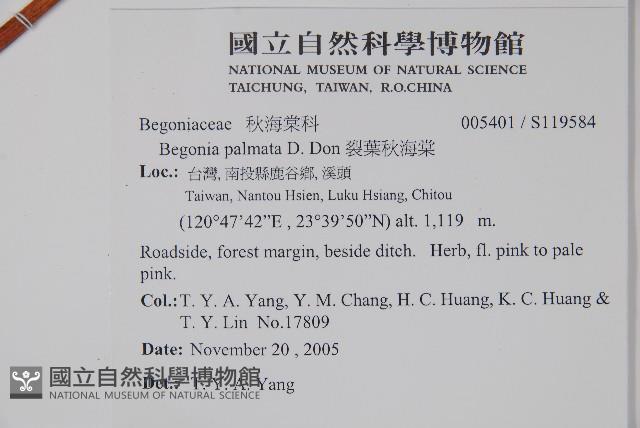 國立自然科學博物館
NATIONAL MUSEUM OF NATURAL SCIENCE
TAICHUNG, TAIWAN, R.O.CHINA
Begoniaceae 秋海棠科 005401 / S119584
Begonia palmata D. Don 裂葉秋海棠
Loc.: 台灣, 南投縣鹿谷鄉, 溪頭
Taiwan, Nantou Hsien, Luku Hsiang, Chitou
(120°47'42”E , 23°39'50”N) alt. 1,119 m.
Roadside, forest margin, beside ditch. Herb, fl. pink to pale
pink.
Col.: T. Y. A. Yang, Y. M. Chang, H. C. Huang, K. C. Huang &
T. Y. Lin No.17809
Date: November 20 , 2005
Det.: T. Y. A. Yang
國立自然科學博物館
NATIONAL MUSEUM OF NATURAL SCIENCE